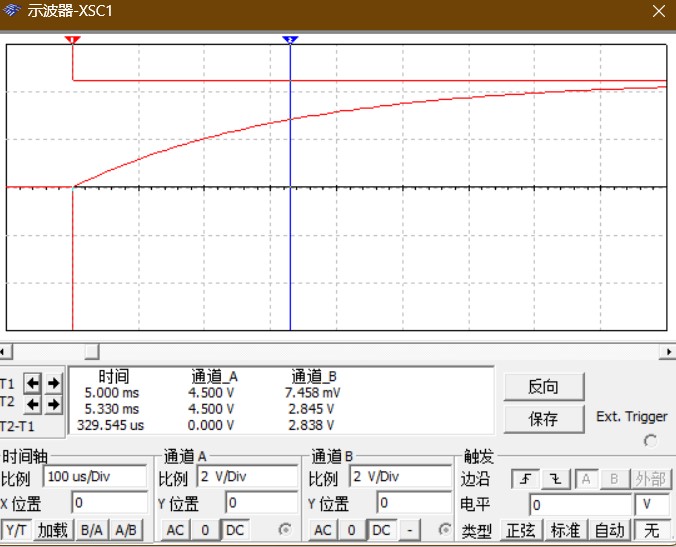 示波器-XSC1
1 2
时间 通道_A 通道_B
T1 5.000 ms 4.500 V 7.458 mV
T2 5.330 ms 4.500 V 2.845 V
T2-T1 329.545 us 0.000 V 2.838 V
反向
保存
Ext. Trigger
时间轴 通道 A 通道 B 触发
比例 100 us/Div 比例 2 V/Div 比例 2 V/Div 边沿 A B 外部
X 位置 0 Y 位置 0 Y 位置 0 电平 0 V
Y/T 加载 B/A A/B AC 0 DC AC 0 DC - 类型 正弦 标准 自动 无